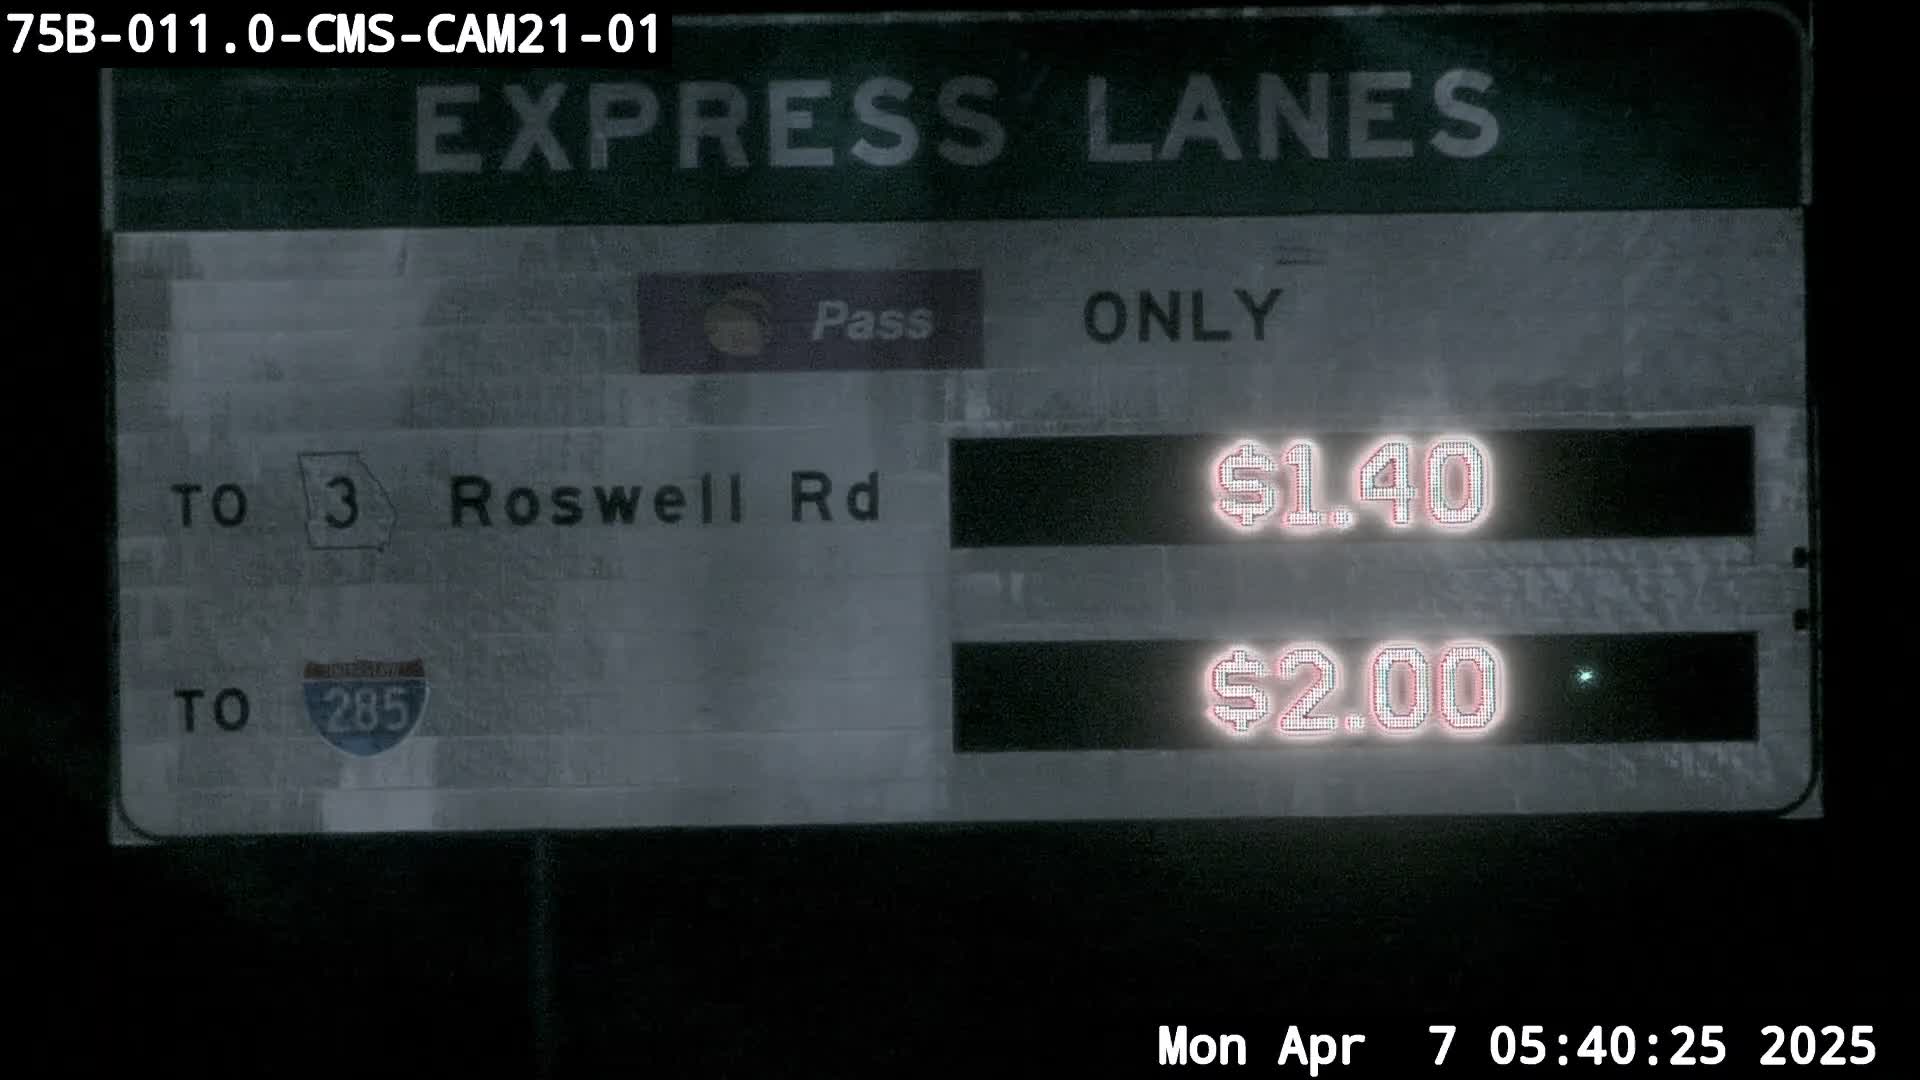 75B-011.0-CMS-CAM21-01
EXPRESS LANES
Pass ONLY
TO 3 Roswell Rd $1.40
INTERSTATE
TO 285 $2.00
Mon Apr 7 05:40:25 2025